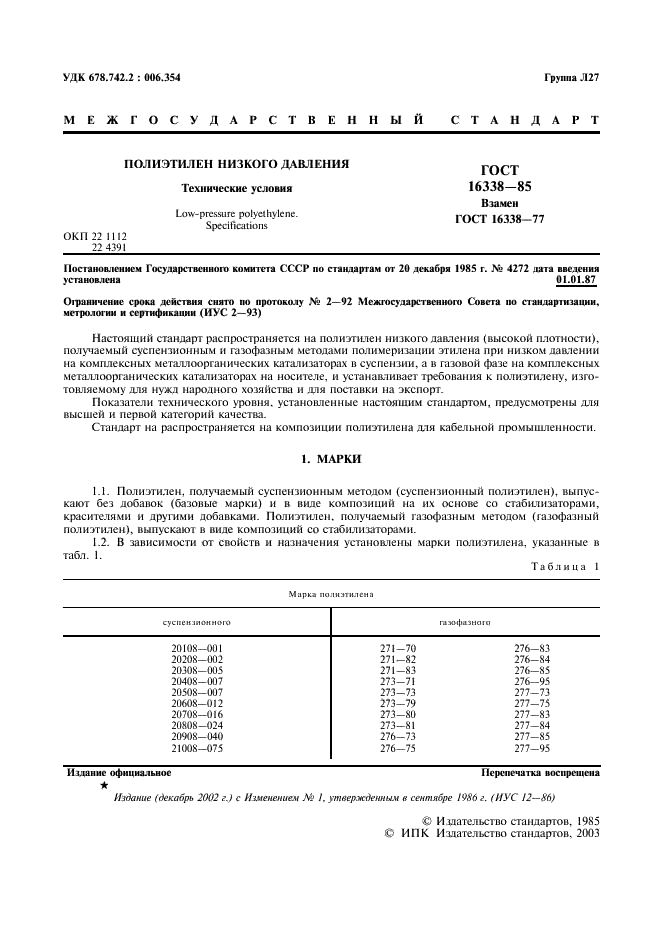 УДК 678.742.2 : 006.354 Группа Л27
МЕЖГОСУДАРСТВЕННЫЙ СТАНДАРТ
ПОЛИЭТИЛЕН НИЗКОГО ДАВЛЕНИЯ
Технические условия
Low-pressure polyethylene.
Specifications
ГОСТ
16338—85
Взамен
ГОСТ 16338—77
ОКП 22 1112
22 4391
Постановлением Государственного комитета СССР по стандартам от 20 декабря 1985 г. № 4272 дата введения
установлена 01.01.87
Ограничение срока действия снято по протоколу № 2—92 Межгосударственного Совета по стандартизации,
метрологии и сертификации (ИУС 2—93)
Настоящий стандарт распространяется на полиэтилен низкого давления (высокой плотности),
получаемый суспензионным и газофазным методами полимеризации этилена при низком давлении
на комплексных металлоорганических катализаторах в суспензии, а в газовой фазе на комплексных
металлоорганических катализаторах на носителе, и устанавливает требования к полиэтилену, изго-
товляемому для нужд народного хозяйства и для поставки на экспорт.
Показатели технического уровня, установленные настоящим стандартом, предусмотрены для
высшей и первой категорий качества.
Стандарт на распространяется на композиции полиэтилена для кабельной промышленности.
1. МАРКИ
1.1. Полиэтилен, получаемый суспензионным методом (суспензионный полиэтилен), выпус-
кают без добавок (базовые марки) и в виде композиций на их основе со стабилизаторами,
красителями и другими добавками. Полиэтилен, получаемый газофазным методом (газофазный
полиэтилен), выпускают в виде композиций со стабилизаторами.
1.2. В зависимости от свойств и назначения установлены марки полиэтилена, указанные в
табл. 1.
Таблица 1
Марка полиэтилена
суспензионного газофазного
20108—001 271—70 276—83
20208—002 271—82 276—84
20308—005 271—83 276—85
20408—007 273—71 276—95
20508—007 273—73 277—73
20608—012 273—79 277—75
20708—016 273—80 277—83
20808—024 273—81 277—84
20908—040 276—73 277—85
21008—075 276—75 277—95
Издание официальное Перепечатка воспрещена
★
Издание (декабрь 2002 г.) с Изменением № 1, утвержденным в сентябре 1986 г. (ИУС 12—86)
© Издательство стандартов, 1985
© ИПК Издательство стандартов, 2003